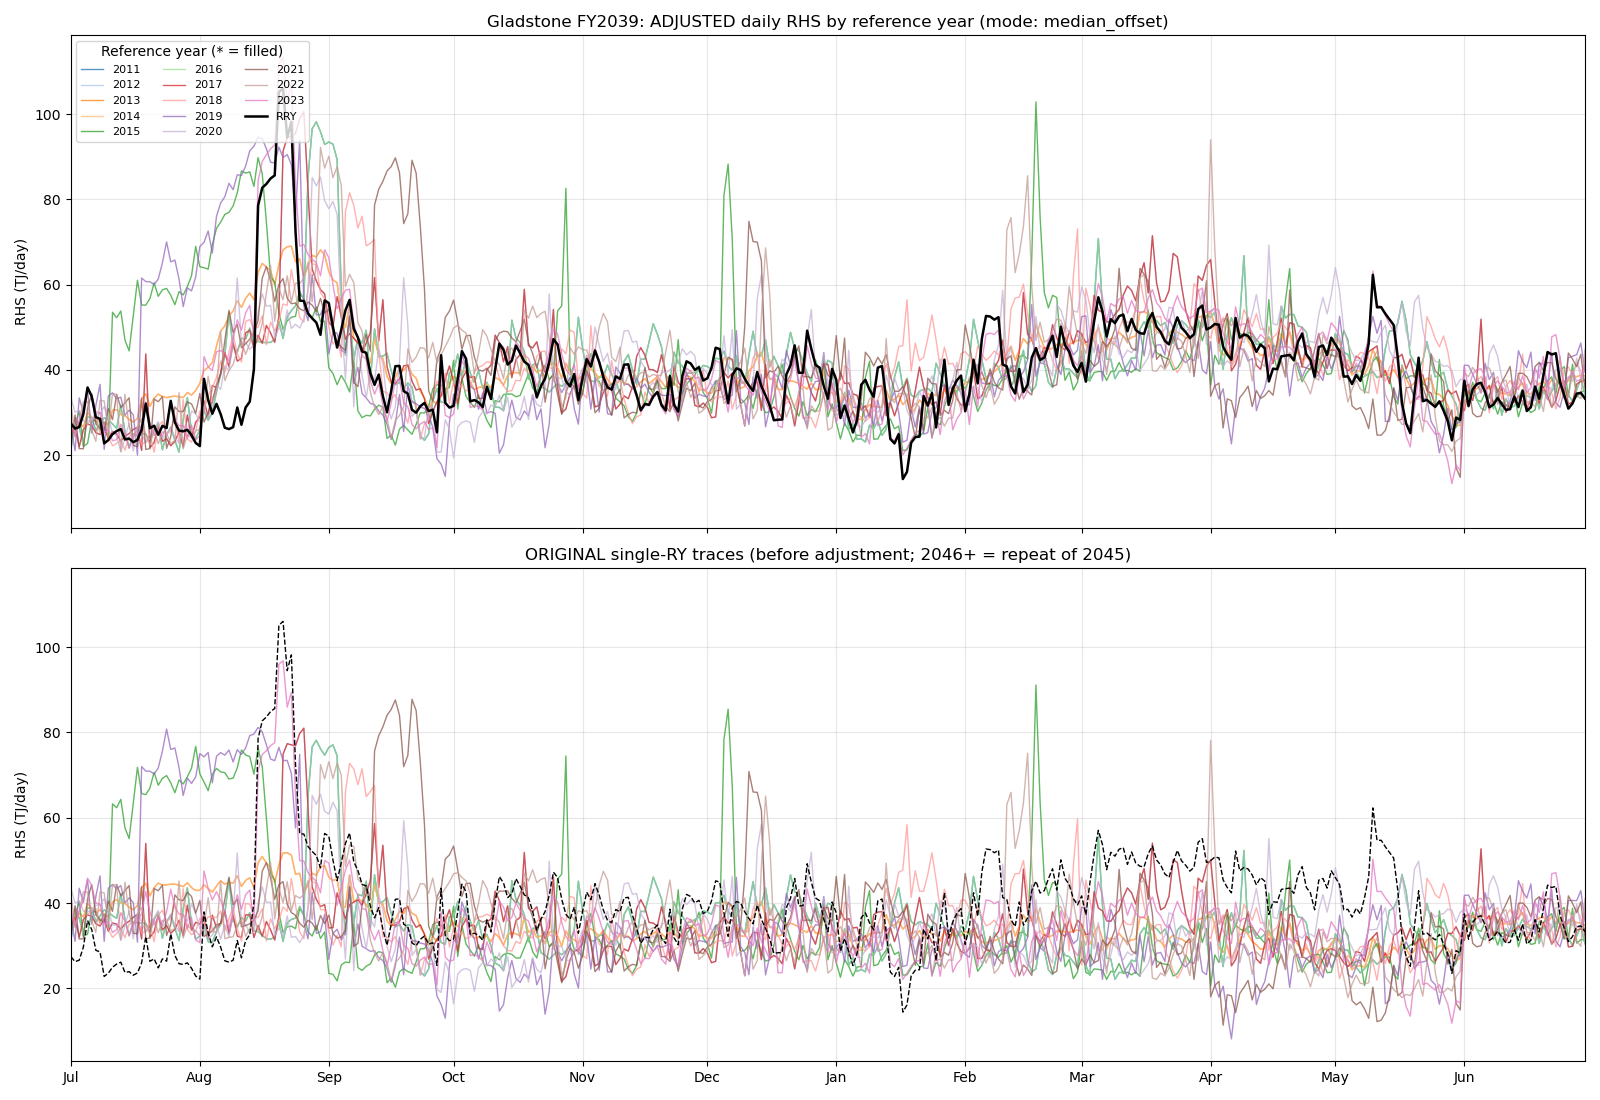 Gladstone FY2039: ADJUSTED daily RHS by reference year (mode: median_offset)
Reference year (* = filled)
2011 2016 2021
2012 2017 2022
2013 2018 2023
2014 2019 RRY
2015 2020
100
80
60
40
20
RHS (TJ/day)
ORIGINAL single-RY traces (before adjustment; 2046+ = repeat of 2045)
100
80
60
40
20
RHS (TJ/day)
Jul Aug Sep Oct Nov Dec Jan Feb Mar Apr May Jun